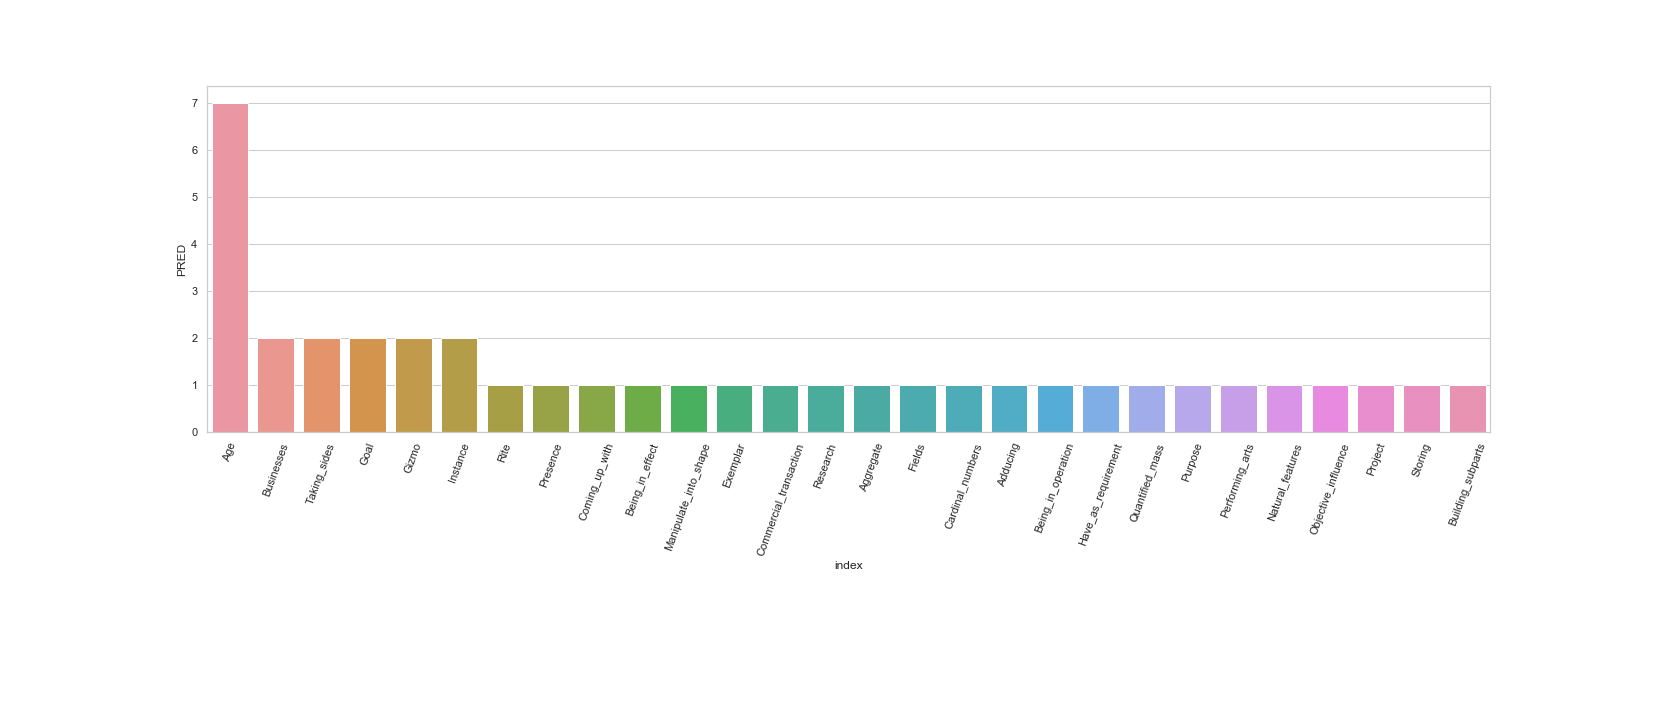 7
6
5
4
3
2
1
0
PRED
Age
Businesses
Taking_sides
Goal
Gizmo
Instance
Rite
Presence
Coming_up_with
Being_in_effect
Manipulate_into_shape
Exemplar
Commercial_transaction
Research
Aggregate
Fields
Cardinal_numbers
Adducing
Being_in_operation
Have_as_requirement
Quantified_mass
Purpose
Performing_arts
Natural_features
Objective_influence
Project
Storing
Building_subparts
index